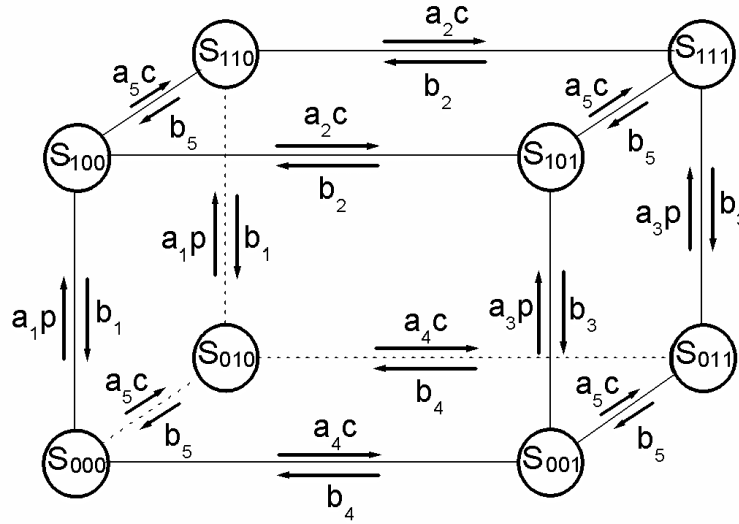 a₂c
S₁₁₀ S₁₁₁
a₅c b₂ a₅c
b₅ a₂c b₅
S₁₀₀ S₁₀₁
b₂
a₁p b₁ a₃p b₃
a₁p b₁ a₃p b₃
a₄c
S₀₁₀ S₀₁₁
a₅c b₄ a₅c
b₅ a₄c b₅
S₀₀₀ S₀₀₁
b₄